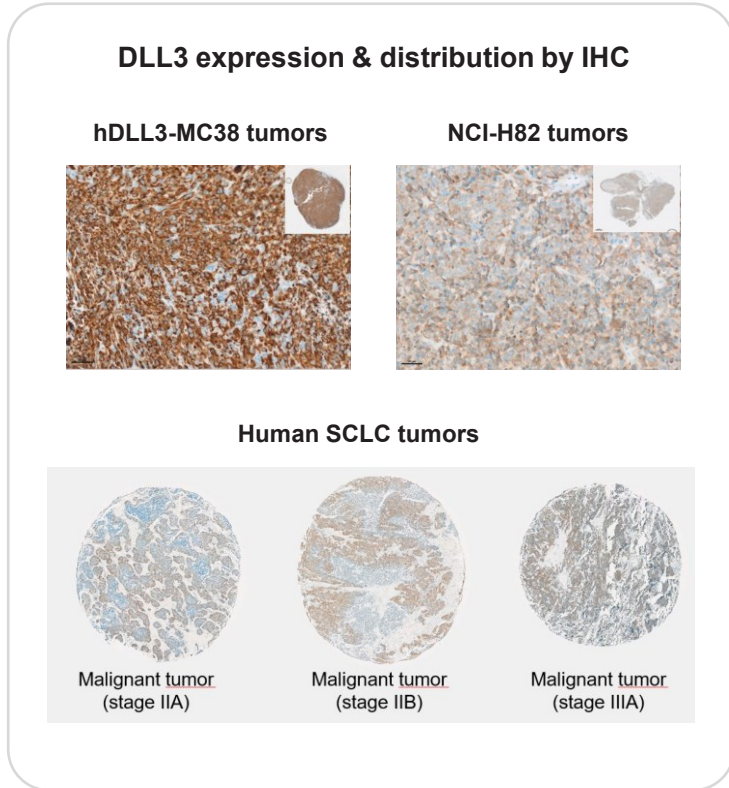 DLL3 expression & distribution by IHC
hDLL3-MC38 tumors
NCI-H82 tumors
Human SCLC tumors
Malignant tumor
(stage IIA)
Malignant tumor
(stage IIB)
Malignant tumor
(stage IIIA)